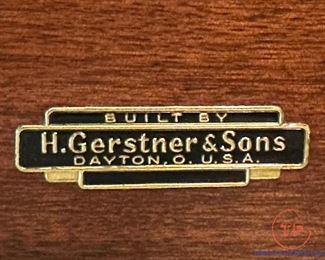 BUILT BY
H.Gerstner & Sons
DAYTON, O. U.S.A.